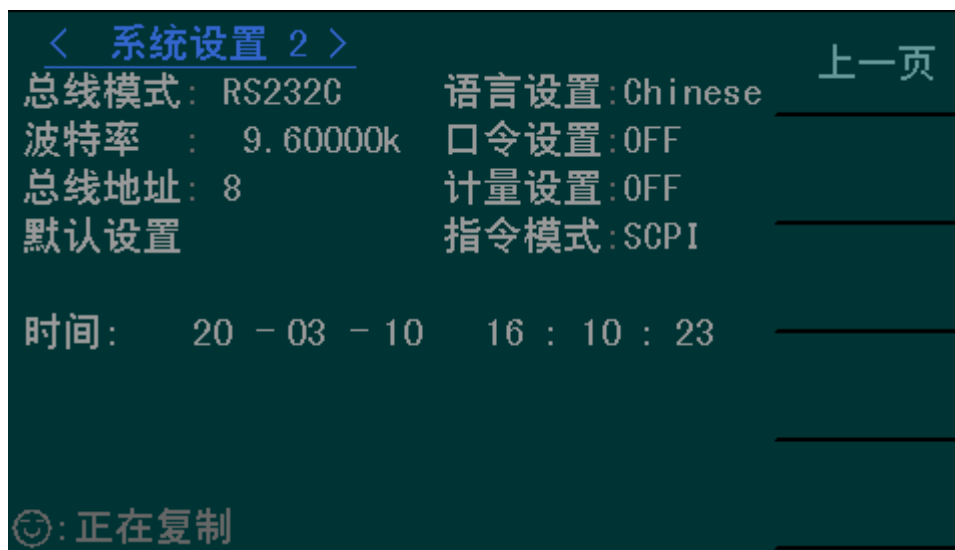 < 系统设置 2 >
上一页
总线模式: RS232C 语言设置:Chinese
波特率 : 9.60000k 口令设置:OFF
总线地址: 8 计量设置:OFF
默认设置 指令模式:SCPI
时间: 20 - 03 - 10 16 : 10 : 23
☺:正在复制